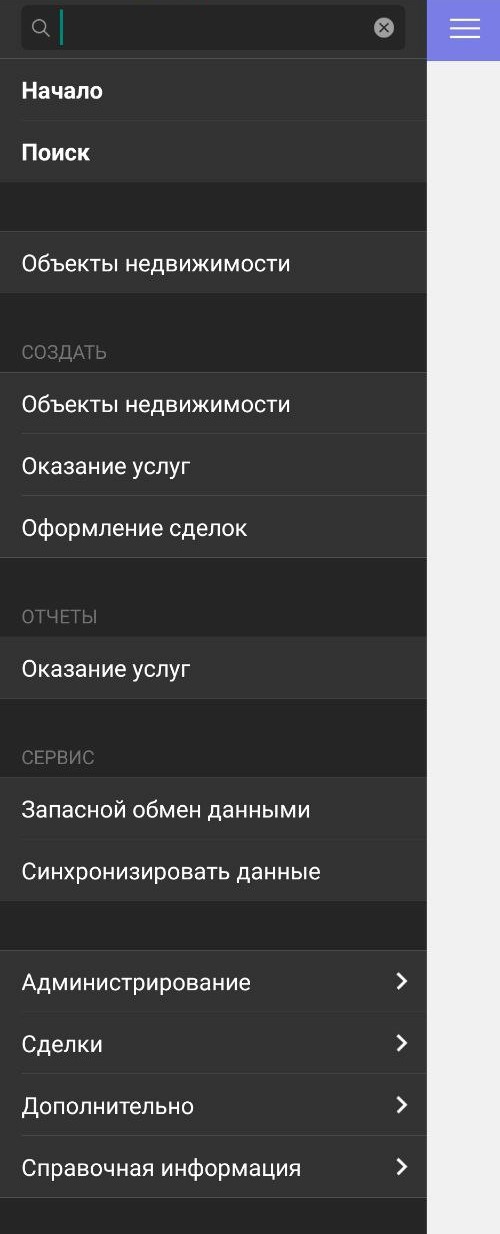 Начало
Поиск
Объекты недвижимости
СОЗДАТЬ
Объекты недвижимости
Оказание услуг
Оформление сделок
ОТЧЕТЫ
Оказание услуг
СЕРВИС
Запасной обмен данными
Синхронизировать данные
Администрирование
Сделки
Дополнительно
Справочная информация